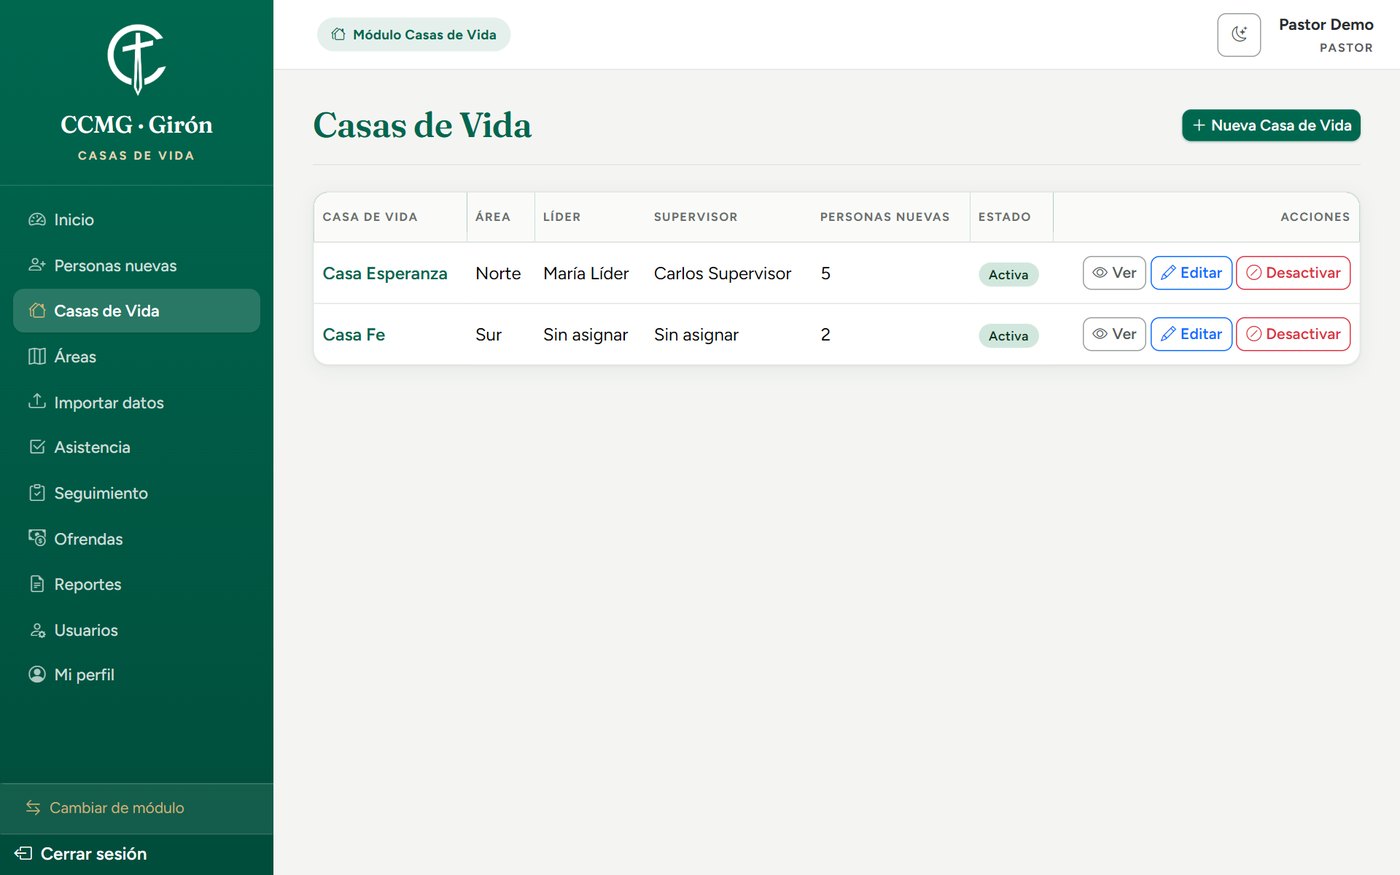 CCMG · Girón
CASAS DE VIDA
Inicio
Personas nuevas
Casas de Vida
Áreas
Importar datos
Asistencia
Seguimiento
Ofrendas
Reportes
Usuarios
Mi perfil
Cambiar de módulo
Cerrar sesión
Módulo Casas de Vida
Pastor Demo
PASTOR
Casas de Vida
+ Nueva Casa de Vida
CASA DE VIDA ÁREA LÍDER SUPERVISOR PERSONAS NUEVAS ESTADO ACCIONES
Casa Esperanza Norte María Líder Carlos Supervisor 5 Activa Ver Editar Desactivar
Casa Fe Sur Sin asignar Sin asignar 2 Activa Ver Editar Desactivar